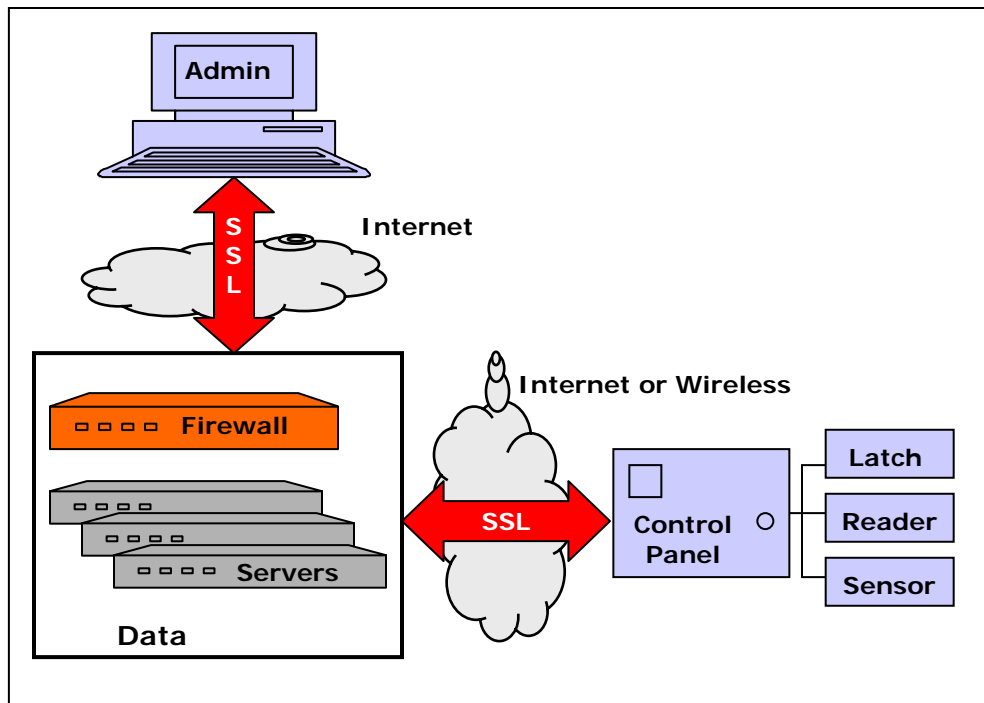 Admin
S
S
L
Internet
Firewall
Servers
Data
Internet or Wireless
SSL
Control
Panel
Latch
Reader
Sensor